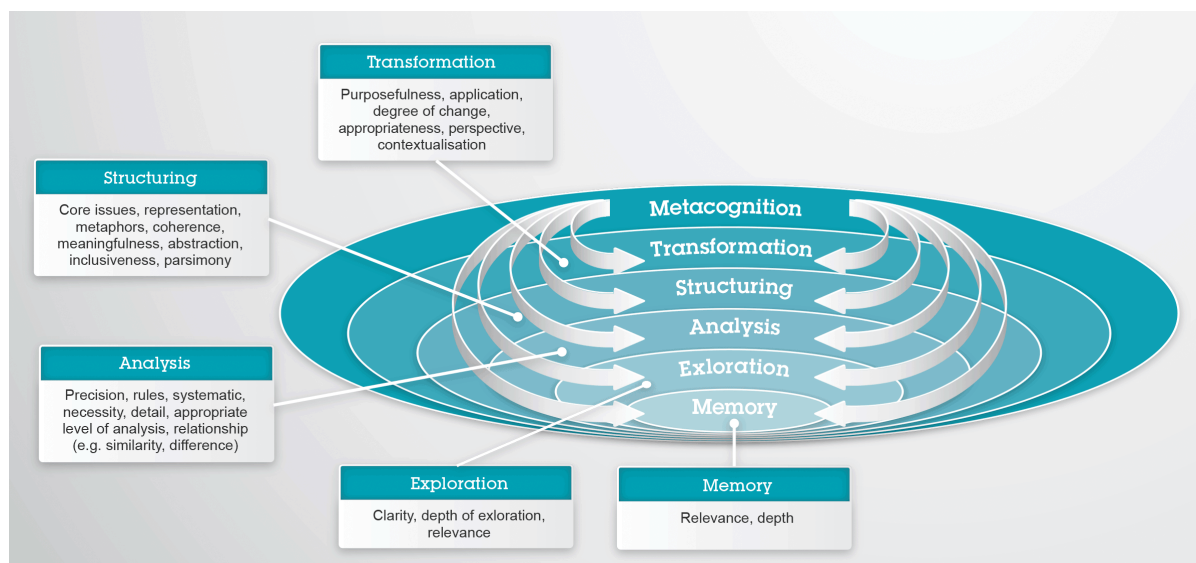 Transformation
Purposefulness, application,
degree of change,
appropriateness, perspective,
contextualisation
Structuring
Core issues, representation,
metaphors, coherence,
meaningfulness, abstraction,
inclusiveness, parsimony
Analysis
Precision, rules, systematic,
necessity, detail, appropriate
level of analysis, relationship
(e.g. similarity, difference)
Metacognition
Transformation
Structuring
Analysis
Exloration
Memory
Exploration
Clarity, depth of exloration,
relevance
Memory
Relevance, depth